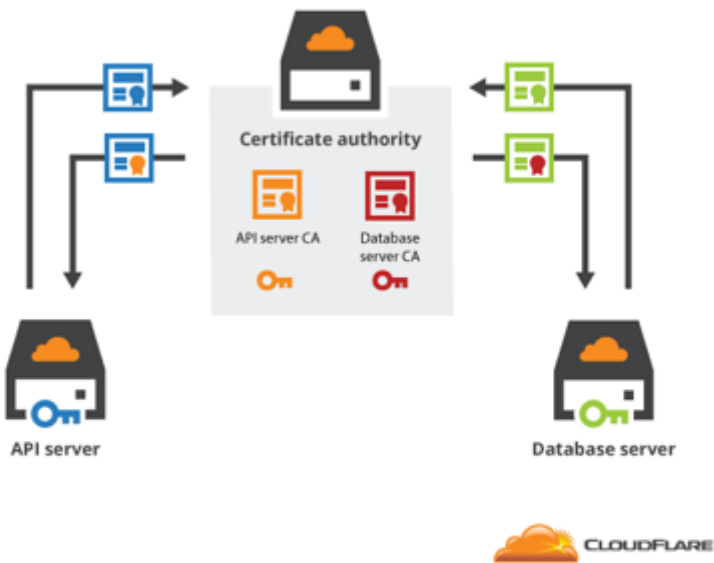 Certificate authority
API server CA
Database
server CA
API server
Database server
CLOUDFLARE